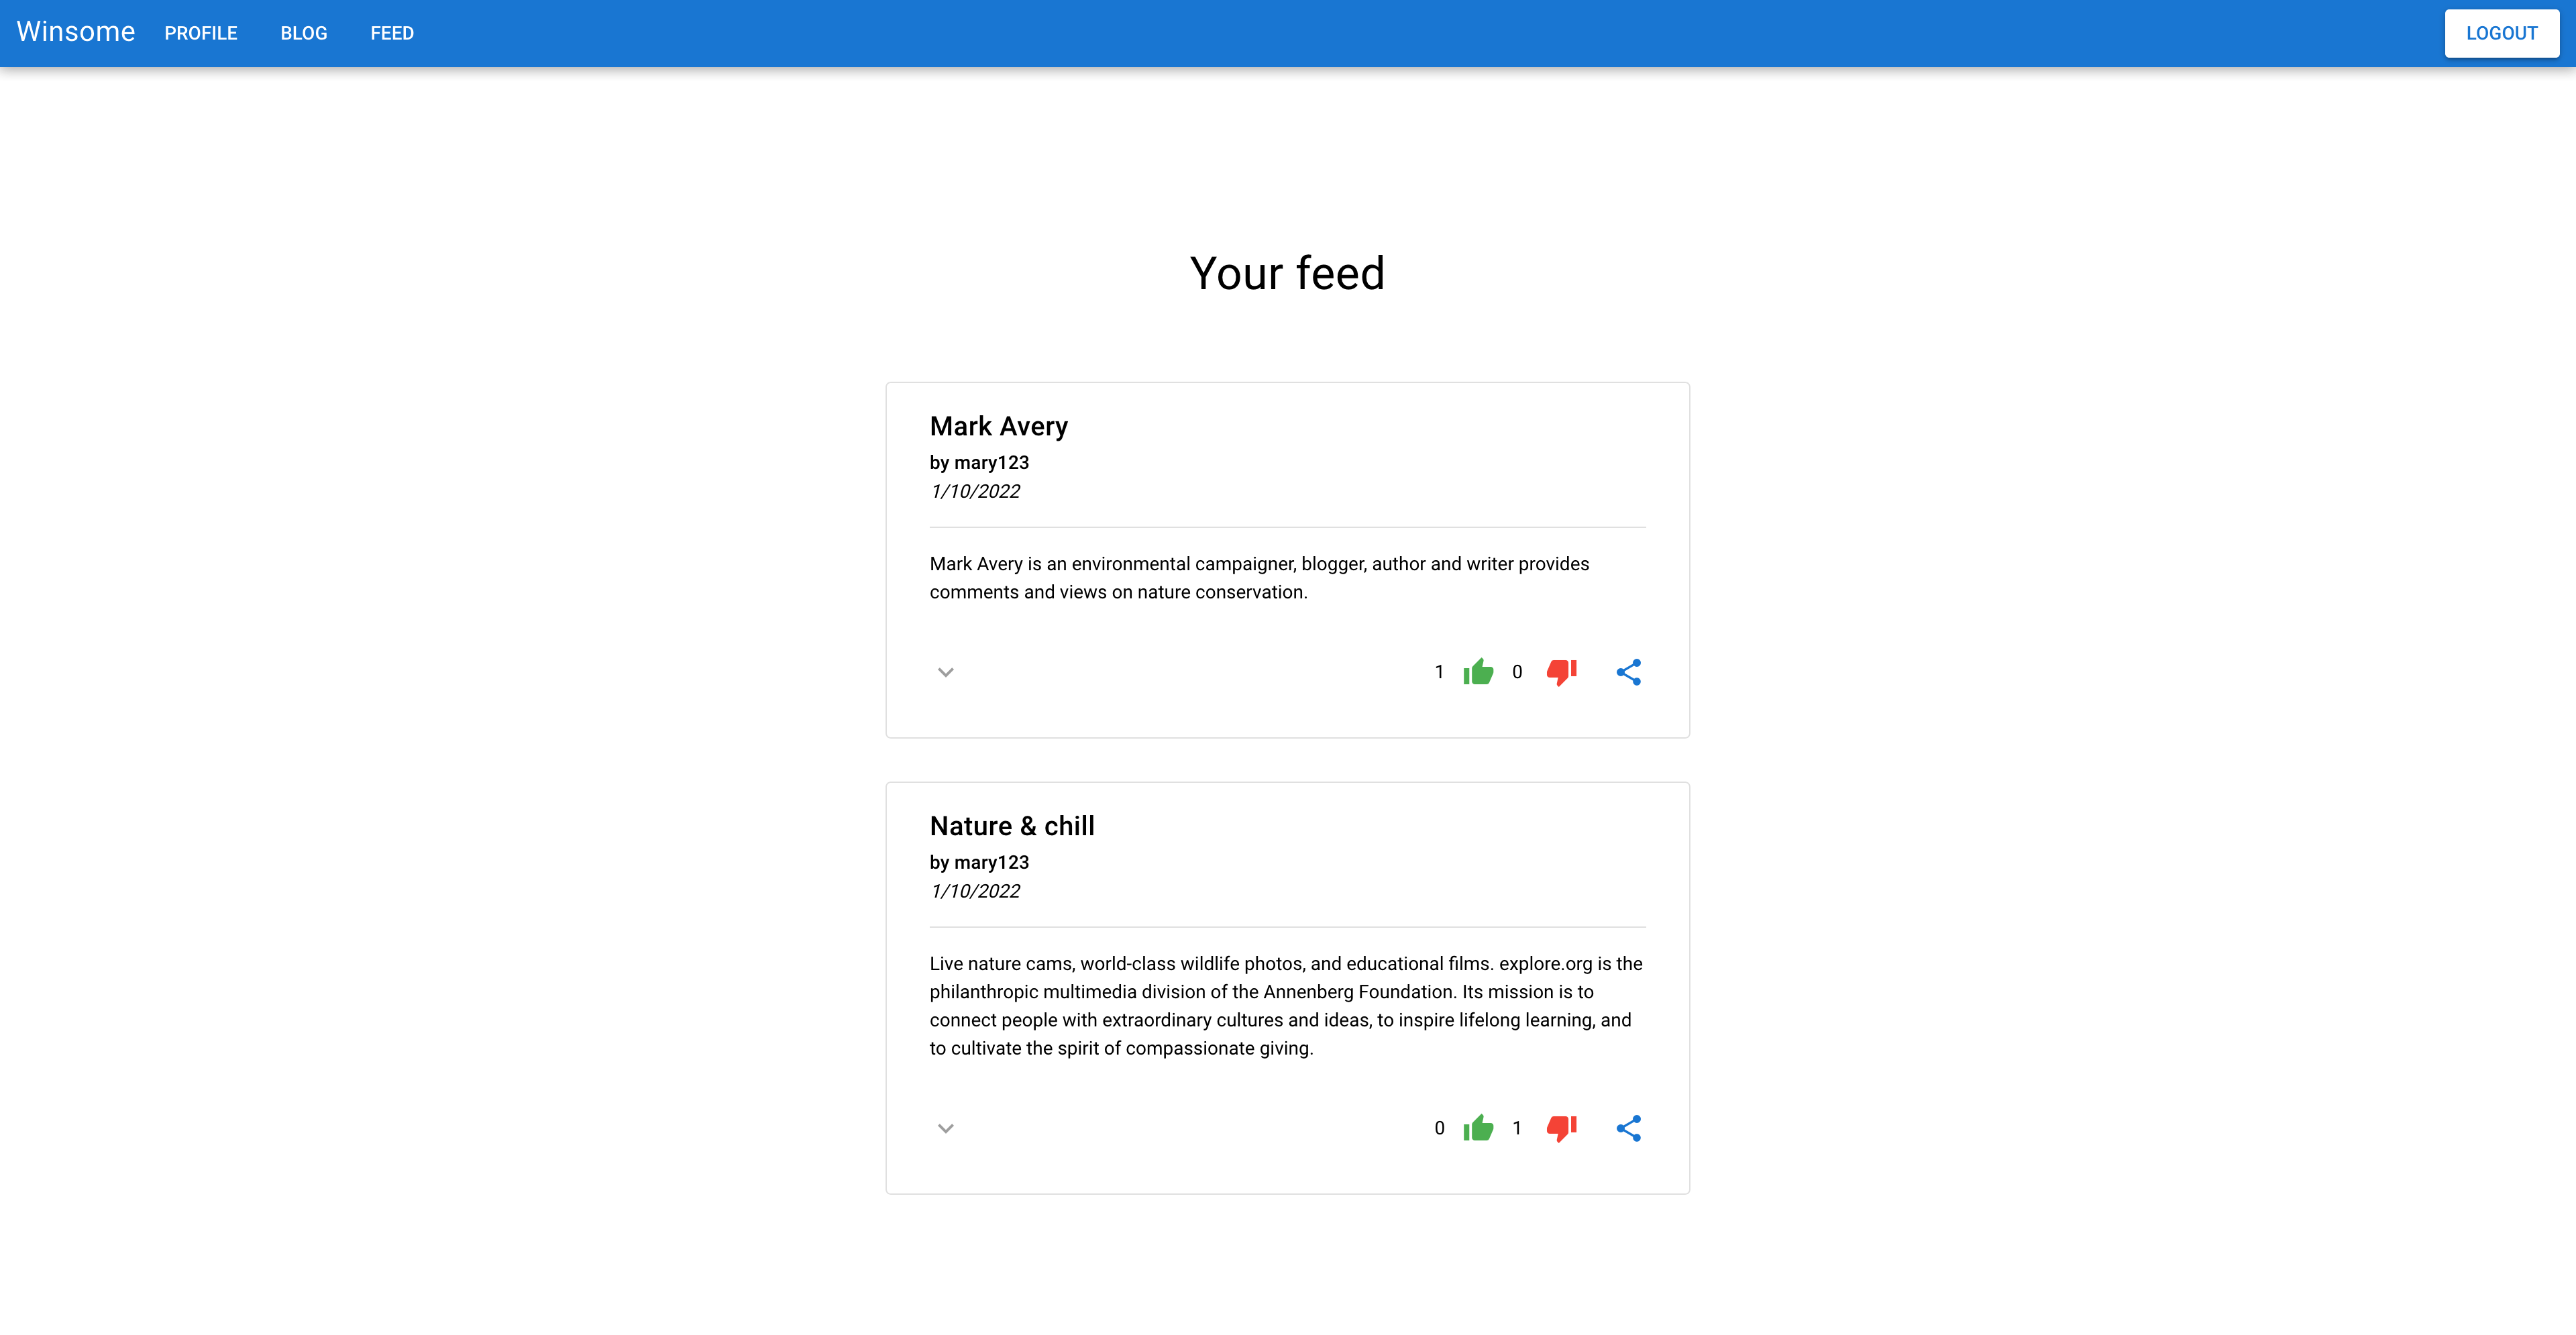 Winsome PROFILE BLOG FEED LOGOUT
Your feed
Mark Avery
by mary123
1/10/2022
Mark Avery is an environmental campaigner, blogger, author and writer provides
comments and views on nature conservation.
1 0
Nature & chill
by mary123
1/10/2022
Live nature cams, world-class wildlife photos, and educational films. explore.org is the
philanthropic multimedia division of the Annenberg Foundation. Its mission is to
connect people with extraordinary cultures and ideas, to inspire lifelong learning, and
to cultivate the spirit of compassionate giving.
0 1